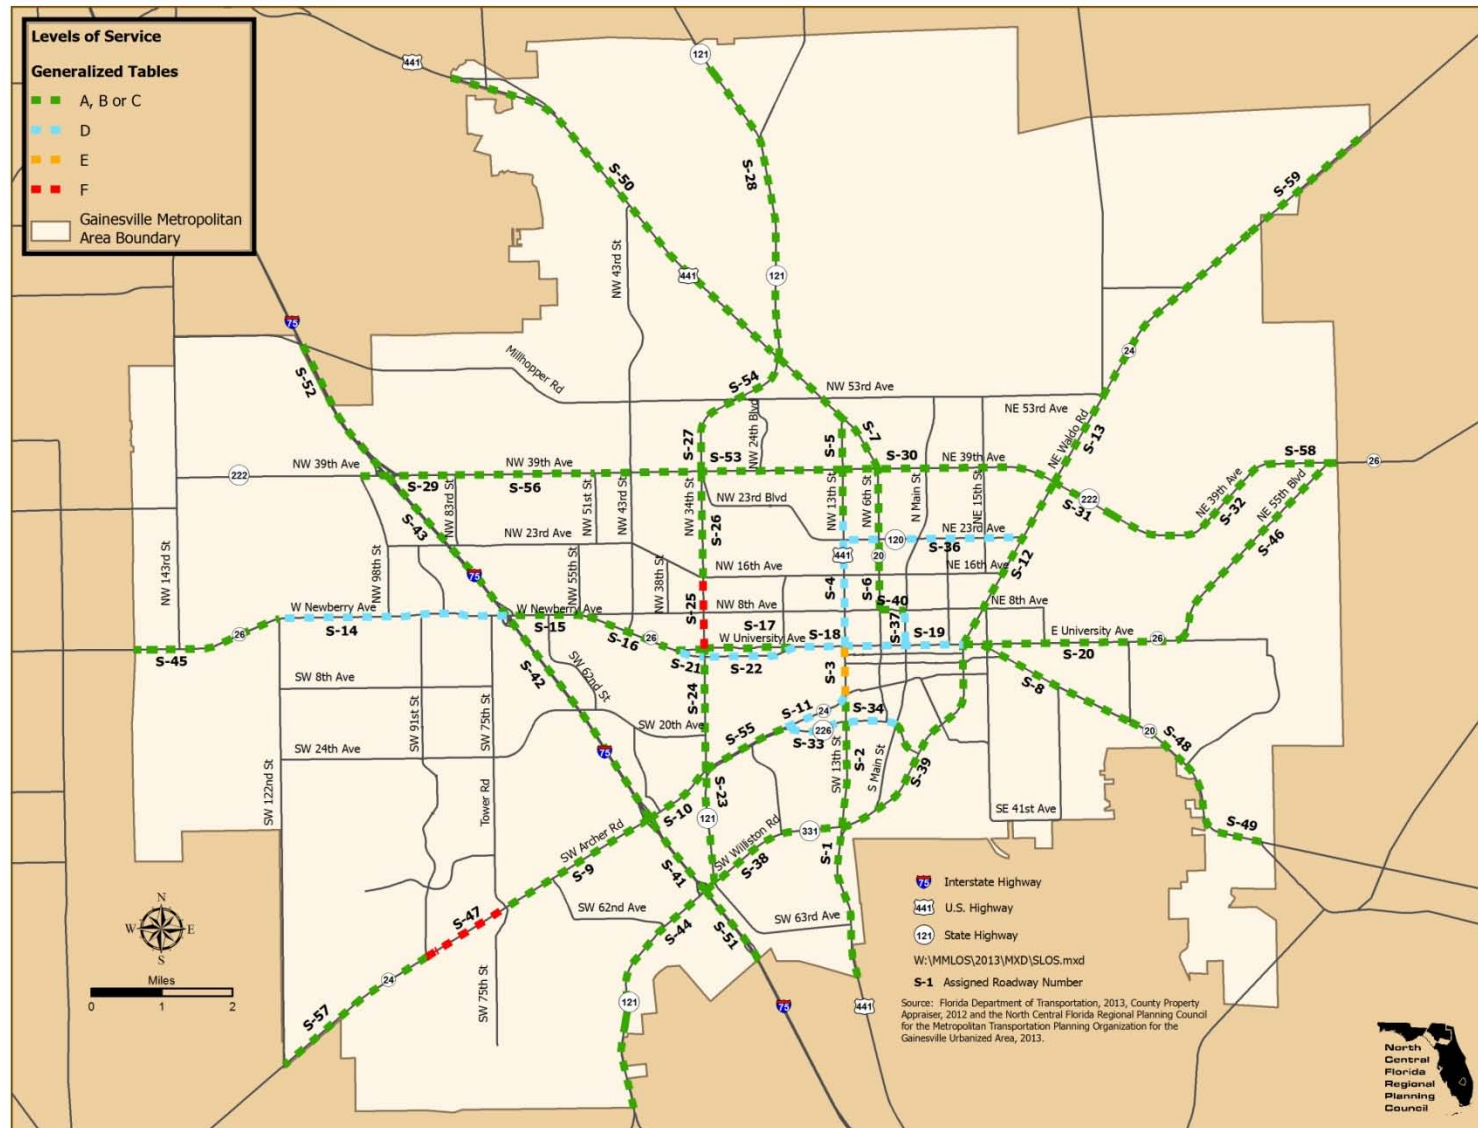 Levels of Service
Generalized Tables
A, B or C
D
E
F
Gainesville Metropolitan
Area Boundary
441
121
S-50
S-28
S-59
NW 43rd St
441
121
75
24
S-52
Millhopper Rd
S-54
NW 53rd Ave
NE 53rd Ave
NW 24th Blvd
S-27
S-5
S-7
NE Waldo Rd
S-13
222
NW 39th Ave
NW 39th Ave
S-53
S-30
NE 39th Ave
S-58
26
S-29
S-56
NW 83rd St
NW 51st St
NW 43rd St
NW 34th St
NW 23rd Blvd
NW 13th St
NW 6th St
N Main St
NE 15th St
222
S-31
NE 39th Ave
S-32
NE 55th Blvd
S-46
S-43
S-26
NW 23rd Ave
NE 23rd Ave
120
S-36
441
20
S-12
NW 143rd St
NW 98th St
75
NW 55th St
NW 38th St
NW 16th Ave
NE 16th Ave
S-4
S-6
S-25
W Newberry Ave
W Newberry Ave
NW 8th Ave
S-40
S-37
NE 8th Ave
26
S-14
S-15
S-16
26
S-17
W University Ave
S-18
S-19
E University Ave
26
S-45
S-20
S-21
S-22
S-3
S-42
SW 62nd St
SW 8th Ave
S-24
S-8
SW 91st St
SW 75th St
SW 20th Ave
S-11
24
S-34
226
S-33
S-55
20
S-48
SW 24th Ave
75
SW 122nd St
Tower Rd
S-23
SW 13th St
S-2
S Main St
S-39
S-10
121
SW Archer Rd
S-9
SW Williston Rd
S-38
331
S-1
SE 41st Ave
S-49
S-41
S-47
SW 62nd Ave
S-44
S-51
SW 63rd Ave
SW 75th St
24
S-57
121
75
441
N
W
E
S
Miles
0
1
2
75
Interstate Highway
441
U.S. Highway
121
State Highway
W:\MMLOS\2013\MXD\SLOS.mxd
S-1 Assigned Roadway Number
Source: Florida Department of Transportation, 2013, County Property
Appraiser, 2012 and the North Central Florida Regional Planning Council
for the Metropolitan Transportation Planning Organization for the
Gainesville Urbanized Area, 2013.
North
Central
Florida
Regional
Planning
Council